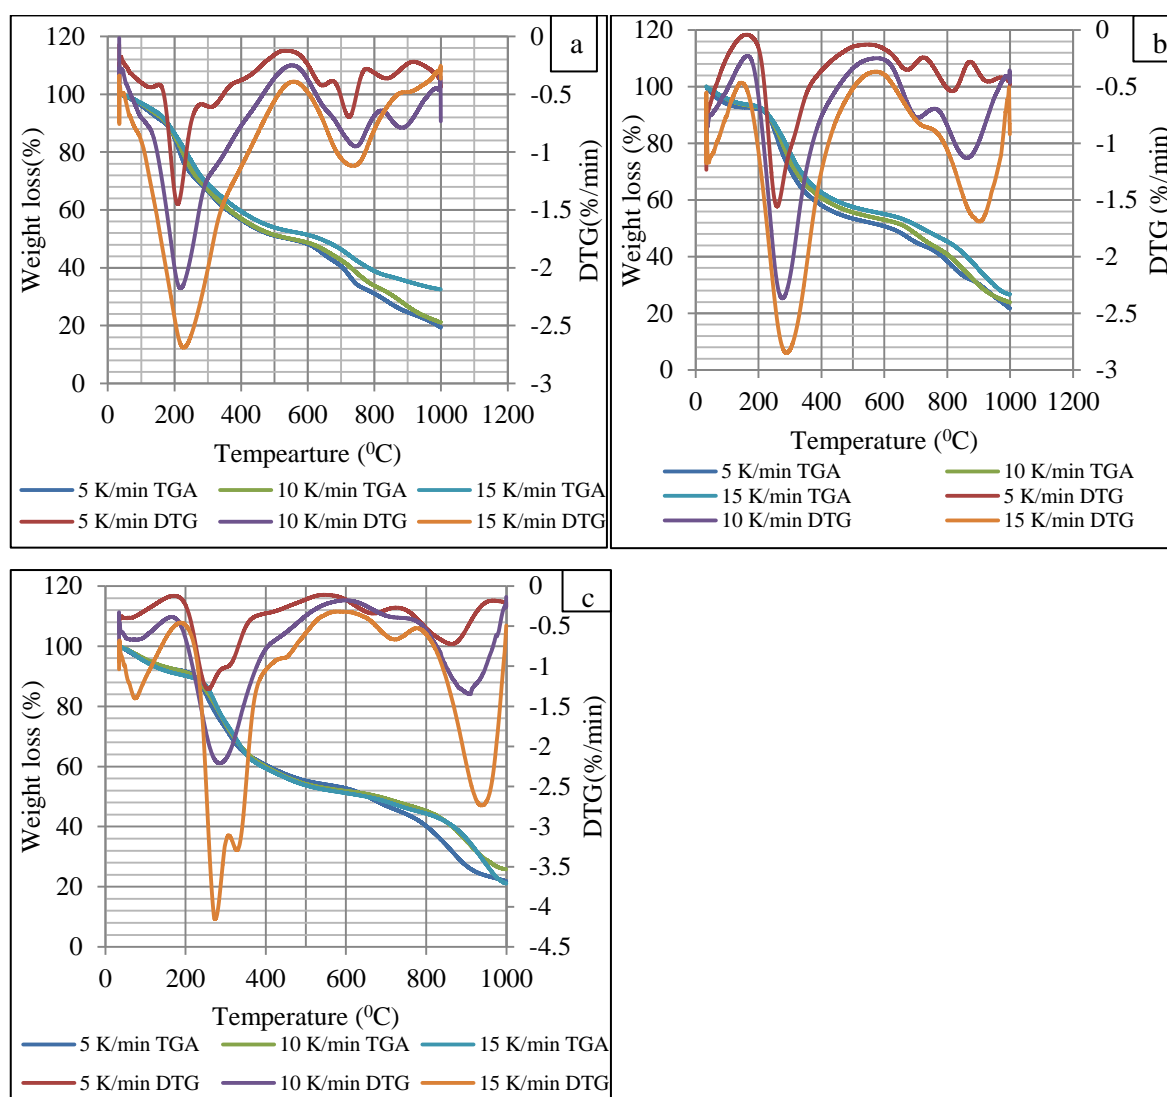 a
120
100
80
60
40
20
0
Weight loss(%)
0
-0.5
-1
-1.5
-2
-2.5
-3
DTG(%/min)
0 200 400 600 800 1000 1200
Tempearture (⁰C)
5 K/min TGA 10 K/min TGA 15 K/min TGA
5 K/min DTG 10 K/min DTG 15 K/min DTG
b
120
100
80
60
40
20
0
Weight loss (%)
0
-0.5
-1
-1.5
-2
-2.5
-3
DTG (%/min)
0 200 400 600 800 1000 1200
Temperature (⁰C)
5 K/min TGA 10 K/min TGA
15 K/min TGA 5 K/min DTG
10 K/min DTG 15 K/min DTG
c
120
100
80
60
40
20
0
Weight loss (%)
0
-0.5
-1
-1.5
-2
-2.5
-3
-3.5
-4
-4.5
DTG(%/min)
0 200 400 600 800 1000
Temperature (⁰C)
5 K/min TGA 10 K/min TGA 15 K/min TGA
5 K/min DTG 10 K/min DTG 15 K/min DTG